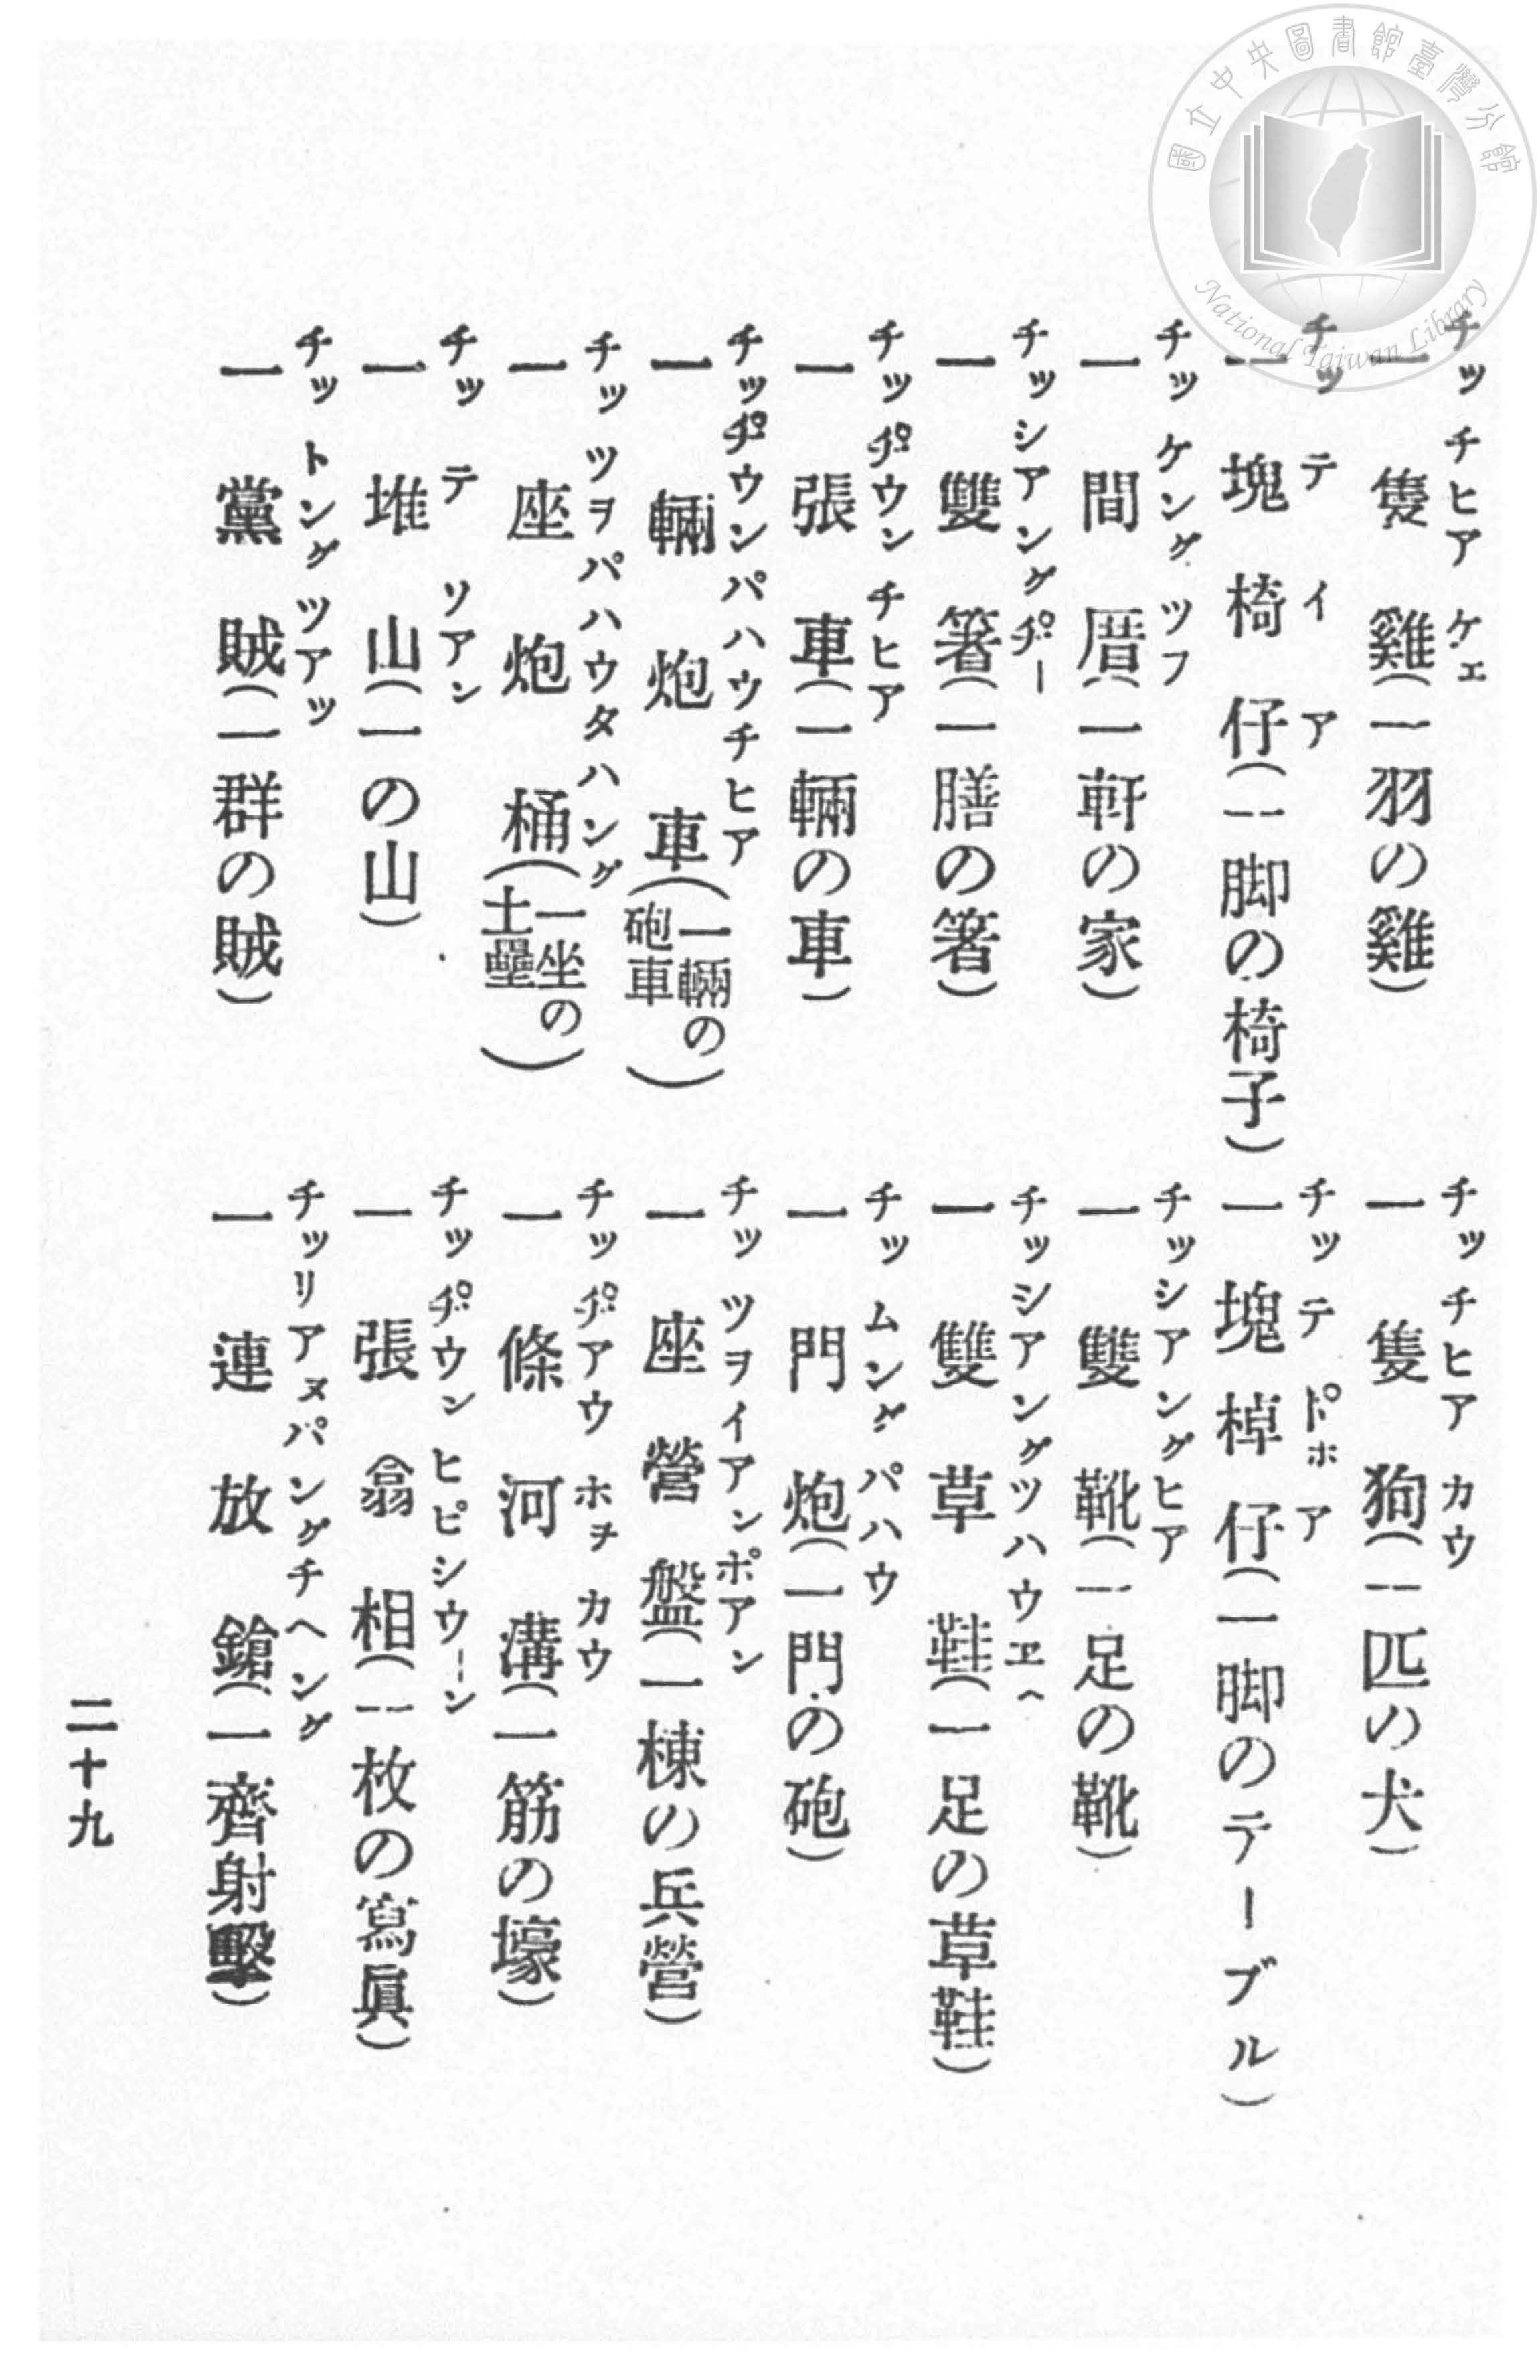 國立中央圖書館臺灣分館
National Taiwan Library
チッ チヒア ケェ
一隻雞(一羽の雞)
チッ テ イ ア
一塊椅仔(一脚の椅子)
チッ ケング ツフ
一間厝(一軒の家)
チッ シアング ヂ゚ー
一雙箸(一膳の箸)
チッ ヂ゚ウン チヒア
一張車(一輛の車)
チッ ヂ゚ウン パハウ チヒア
一輛炮車(一輛の砲車)
チッ ツヲ パハウ タハング
一座炮桶(一坐の土壘)
チッ テ ソアン
一堆山(一の山)
チッ トング ツアッ
一黨賊(一群の賊)
チッ チヒア カウ
一隻狗(一匹の犬)
チッ テ ド゚ホ ア
一塊棹仔(一脚のテーブル)
チッ シアング ヒア
一雙靴(一足の靴)
チッ シアング ツハウ ヱヘ
一雙草鞋(一足の草鞋)
チッ ムング パハウ
一門炮(一門の砲)
チッ ツヲ イアン ポアン
一座營盤(一棟の兵營)
チッ ヂ゚アウ ホヲ カウ
一條河溝(一筋の壕)
チッ ヂ゚ウン ヒピ シウーン
一張翕相(一枚の寫眞)
チッ リアヌ パング チヘング
一連放鎗(一齊射擊)
二十九